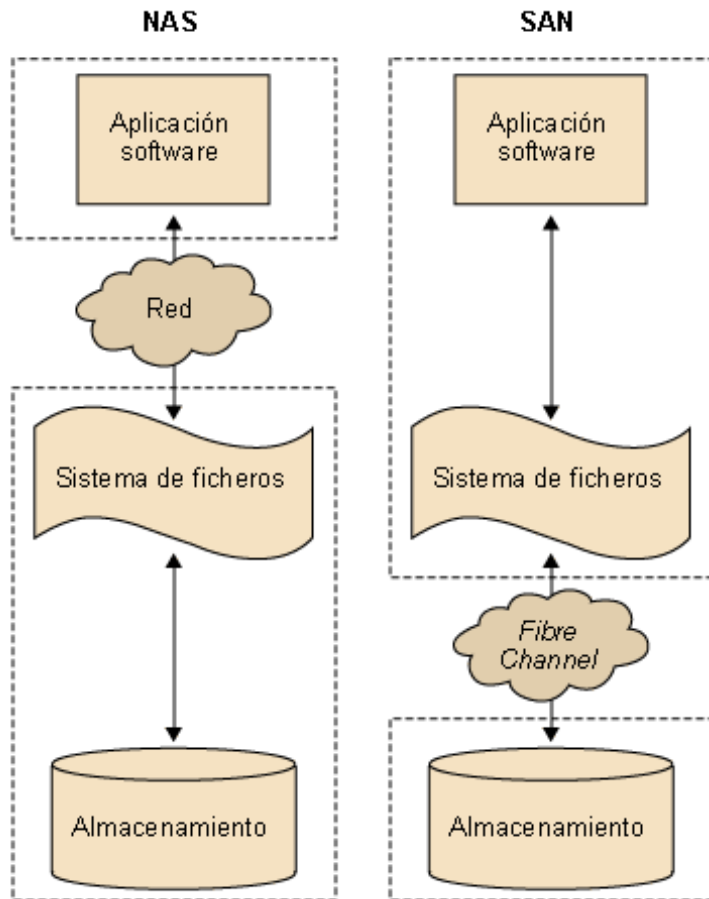 NAS
Aplicación
software
Red
Sistema de ficheros
Almacenamiento
SAN
Aplicación
software
Sistema de ficheros
Fibre
Channel
Almacenamiento